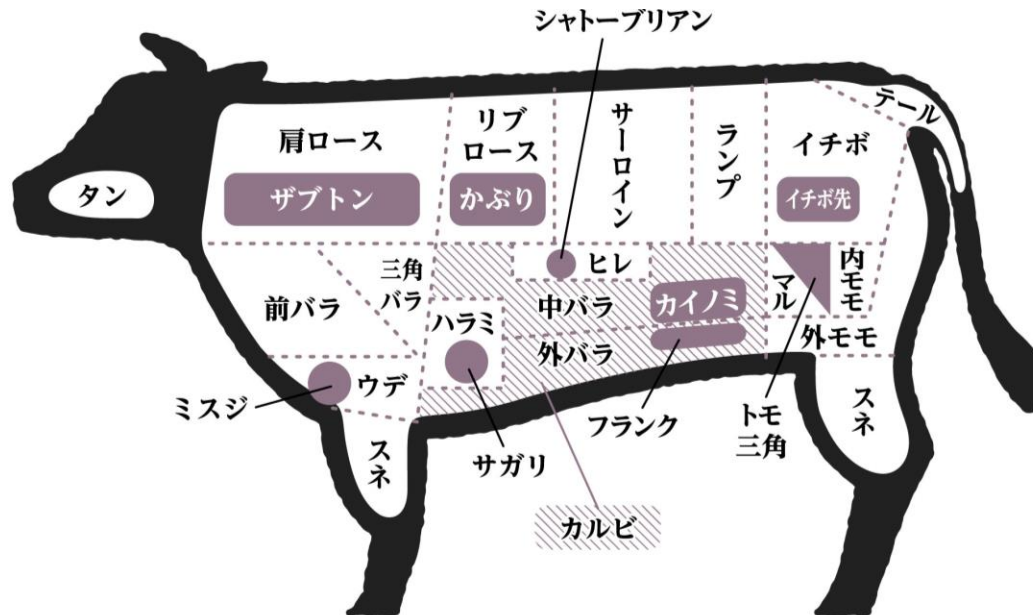 シャトーブリアン
テール
肩ロース
リブ
ロース
サーロイン
ランプ
イチボ
タン
ザブトン
かぶり
イチボ先
三角
バラ
ヒレ
前バラ
ハラミ
中バラ
カイノミ
マル
内モモ
外バラ
外モモ
ミスジ
ウデ
スネ
サガリ
フランク
トモ
三角
スネ
カルビ